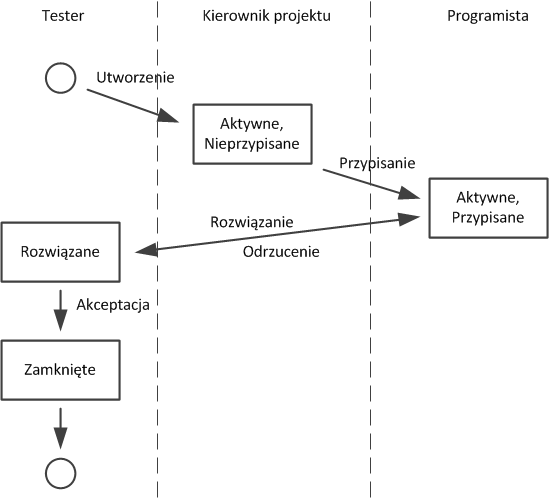 Tester
Kierownik projektu
Programista
Utworzenie
Aktywne,
Nieprzypisane
Przypisanie
Aktywne,
Przypisane
Rozwiązanie
Odrzucenie
Rozwiązane
Akceptacja
Zamknięte